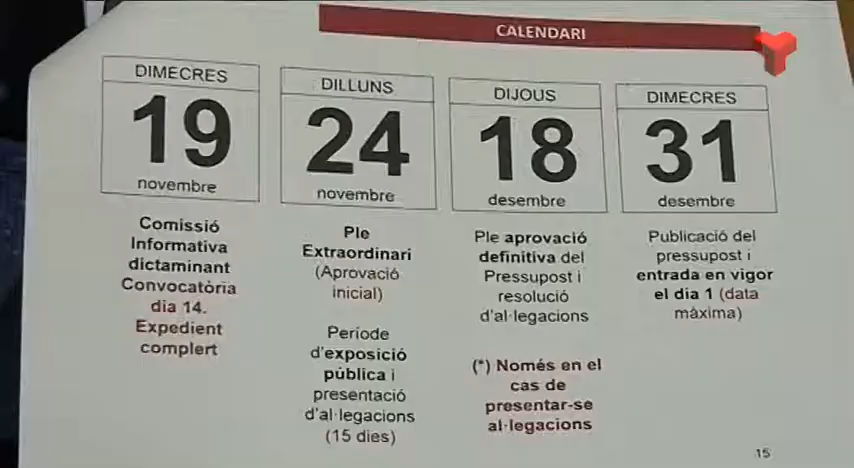 CALENDARI
DIMECRES
19
novembre
Comissió
Informativa
dictaminant
Convocatòria
dia 14.
Expedient
complert
DILLUNS
24
novembre
Ple
Extraordinari
(Aprovació
inicial)
Període
d'exposició
pública i
presentació
d'al·legacions
(15 dies)
DIJOUS
18
desembre
Ple aprovació
definitiva del
Pressupost i
resolució
d'al·legacions
(*) Només en el
cas de
presentar-se
al·legacions
DIMECRES
31
desembre
Publicació del
pressupost i
entrada en vigor
el dia 1 (data
màxima)
15